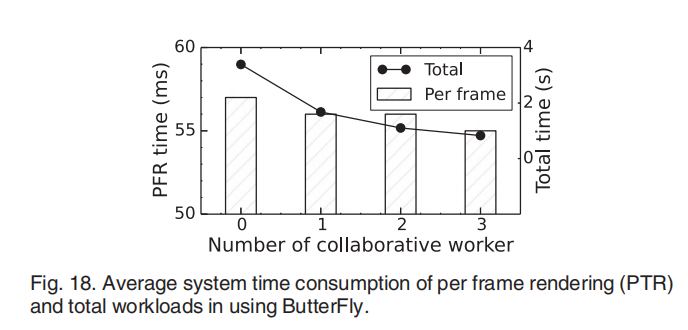 60
55
50
PFR time (ms)
4
2
0
Total time (s)
Total
Per frame
0 1 2 3
Number of collaborative worker
Fig. 18. Average system time consumption of per frame rendering (PTR)
and total workloads in using ButterFly.